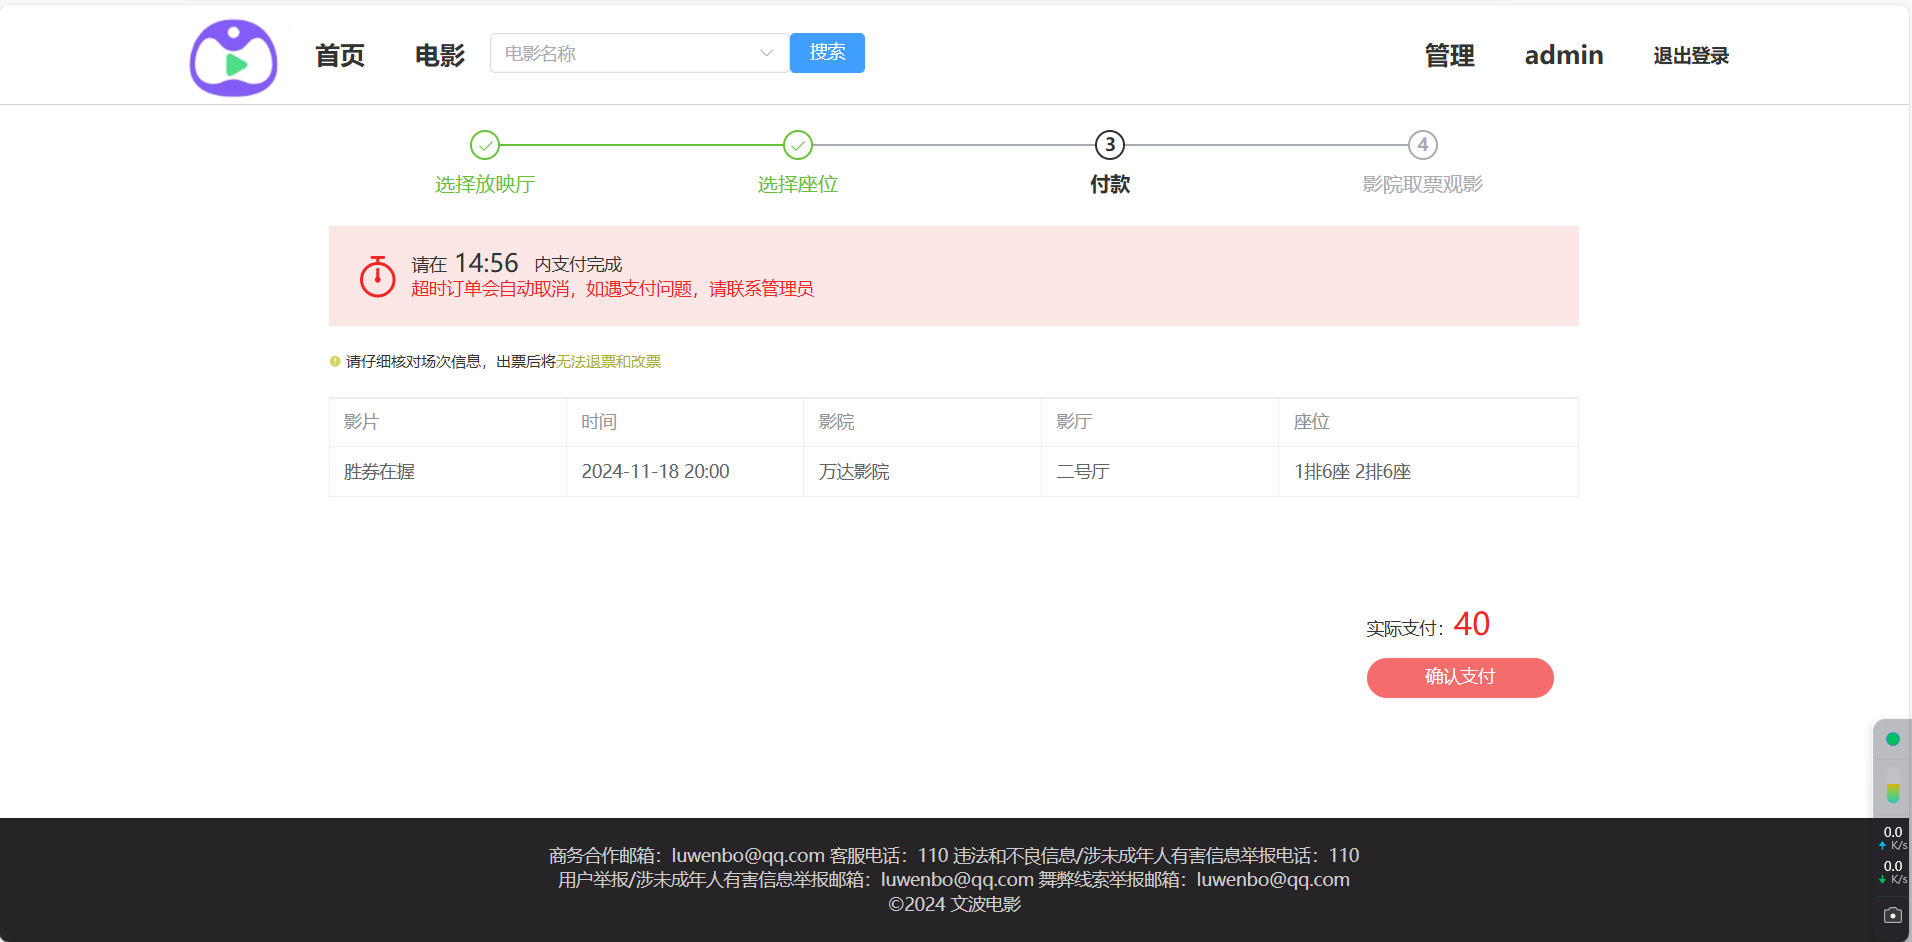 首页 电影 电影名称 搜索 管理 admin 退出登录
3 4
选择放映厅 选择座位 付款 影院取票观影
请在 14:56 内支付完成
超时订单会自动取消，如遇支付问题，请联系管理员
请仔细核对场次信息，出票后将无法退票和改票
影片 时间 影院 影厅 座位
胜券在握 2024-11-18 20:00 万达影院 二号厅 1排6座 2排6座
实际支付：40
确认支付
0.0
K/s
0.0
K/s
商务合作邮箱：luwenbo@qq.com 客服电话：110 违法和不良信息/涉未成年人有害信息举报电话：110
用户举报/涉未成年人有害信息举报邮箱：luwenbo@qq.com 舞弊线索举报邮箱：luwenbo@qq.com
©2024 文波电影